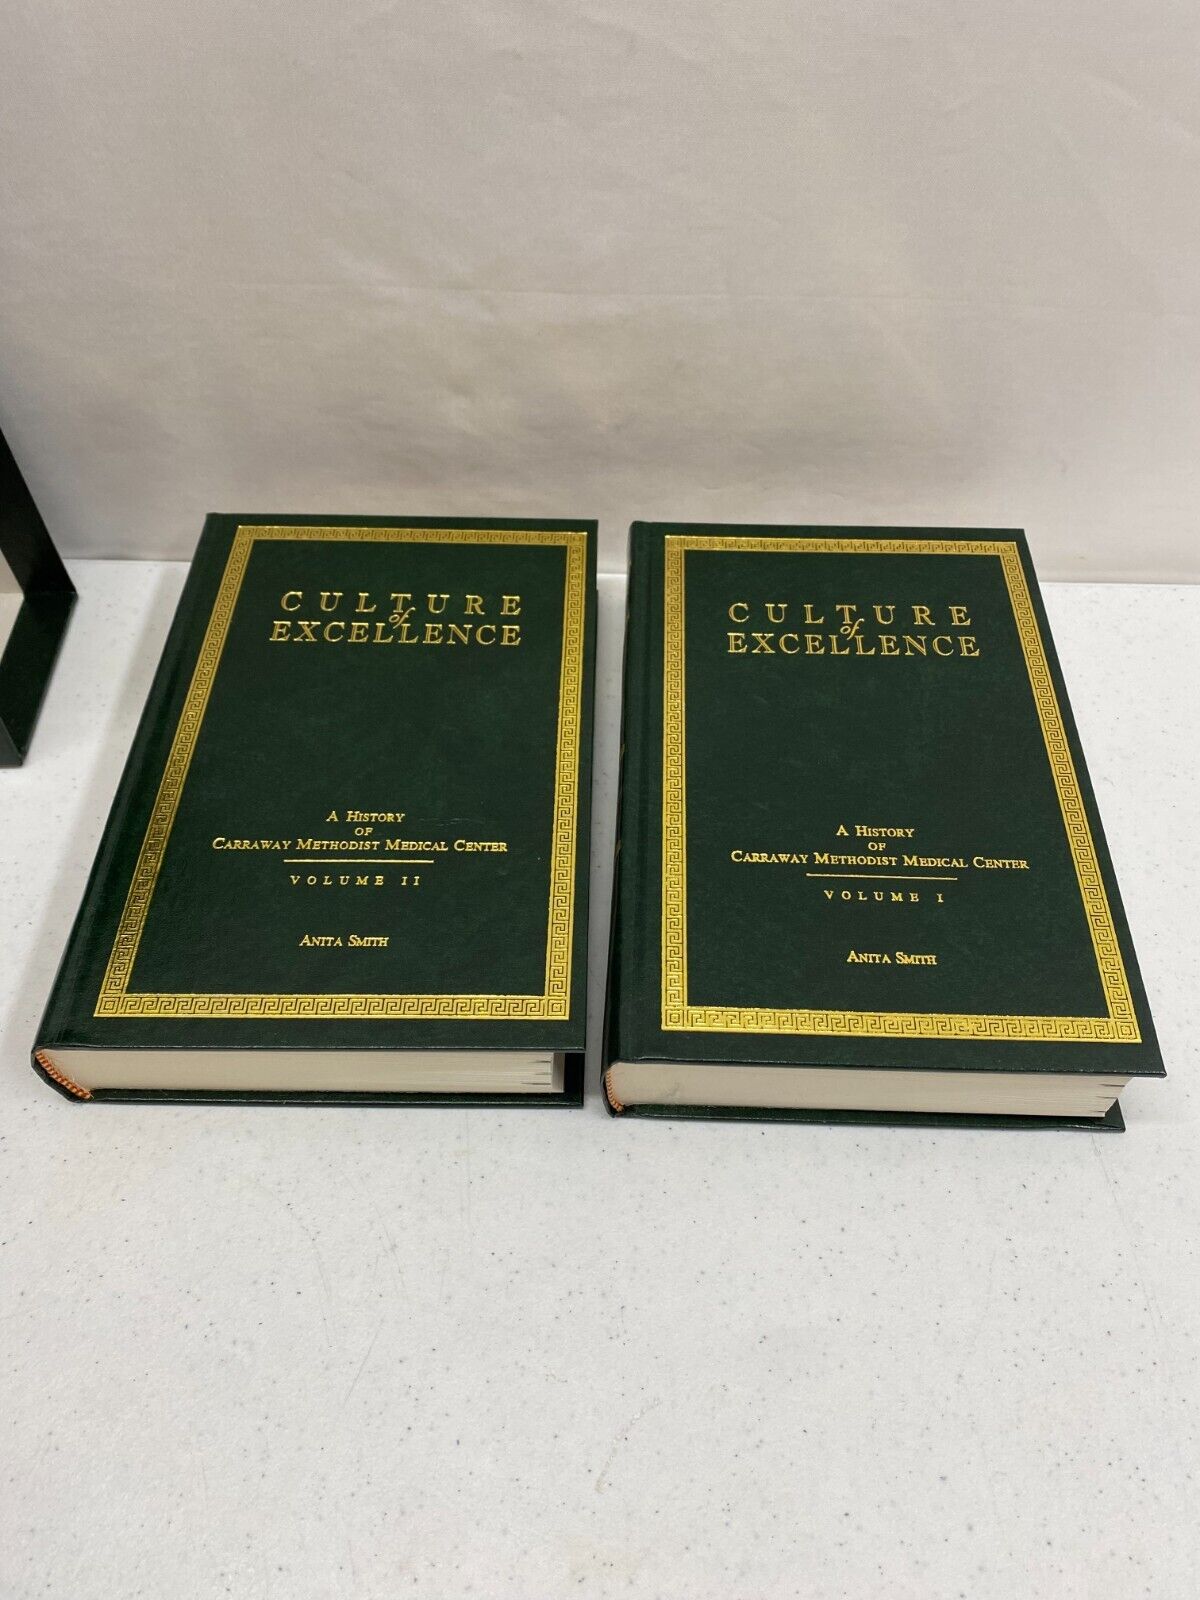 CULTURE
of
EXCELLENCE
A HISTORY
OF
CARRAWAY METHODIST MEDICAL CENTER
VOLUME II
ANITA SMITH
CULTURE
of
EXCELLENCE
A HISTORY
OF
CARRAWAY METHODIST MEDICAL CENTER
VOLUME I
ANITA SMITH